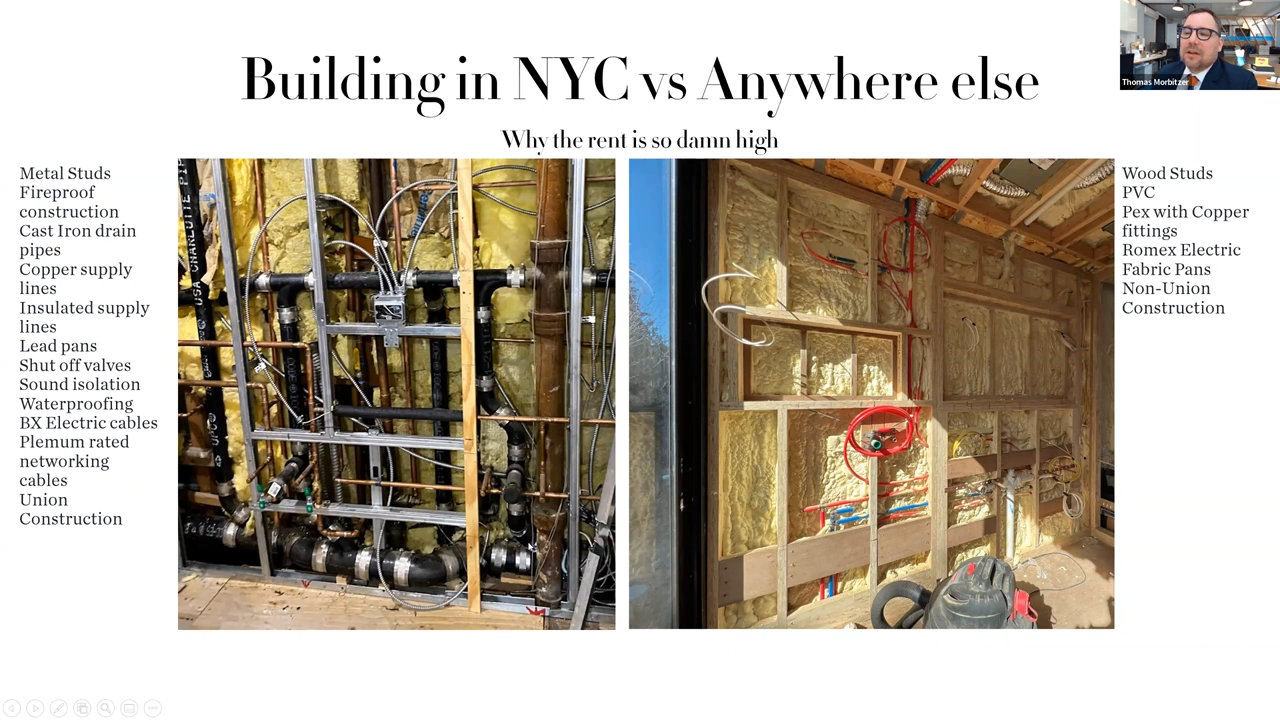 Building in NYC vs Anywhere else
Why the rent is so damn high
Metal Studs
Fireproof
construction
Cast Iron drain
pipes
Copper supply
lines
Insulated supply
lines
Lead pans
Shut off valves
Sound isolation
Waterproofing
BX Electric cables
Plemum rated
networking
cables
Union
Construction
USA CHARLOTTE PI
Wood Studs
PVC
Pex with Copper
fittings
Romex Electric
Fabric Pans
Non-Union
Construction
Thomas Morbitzer